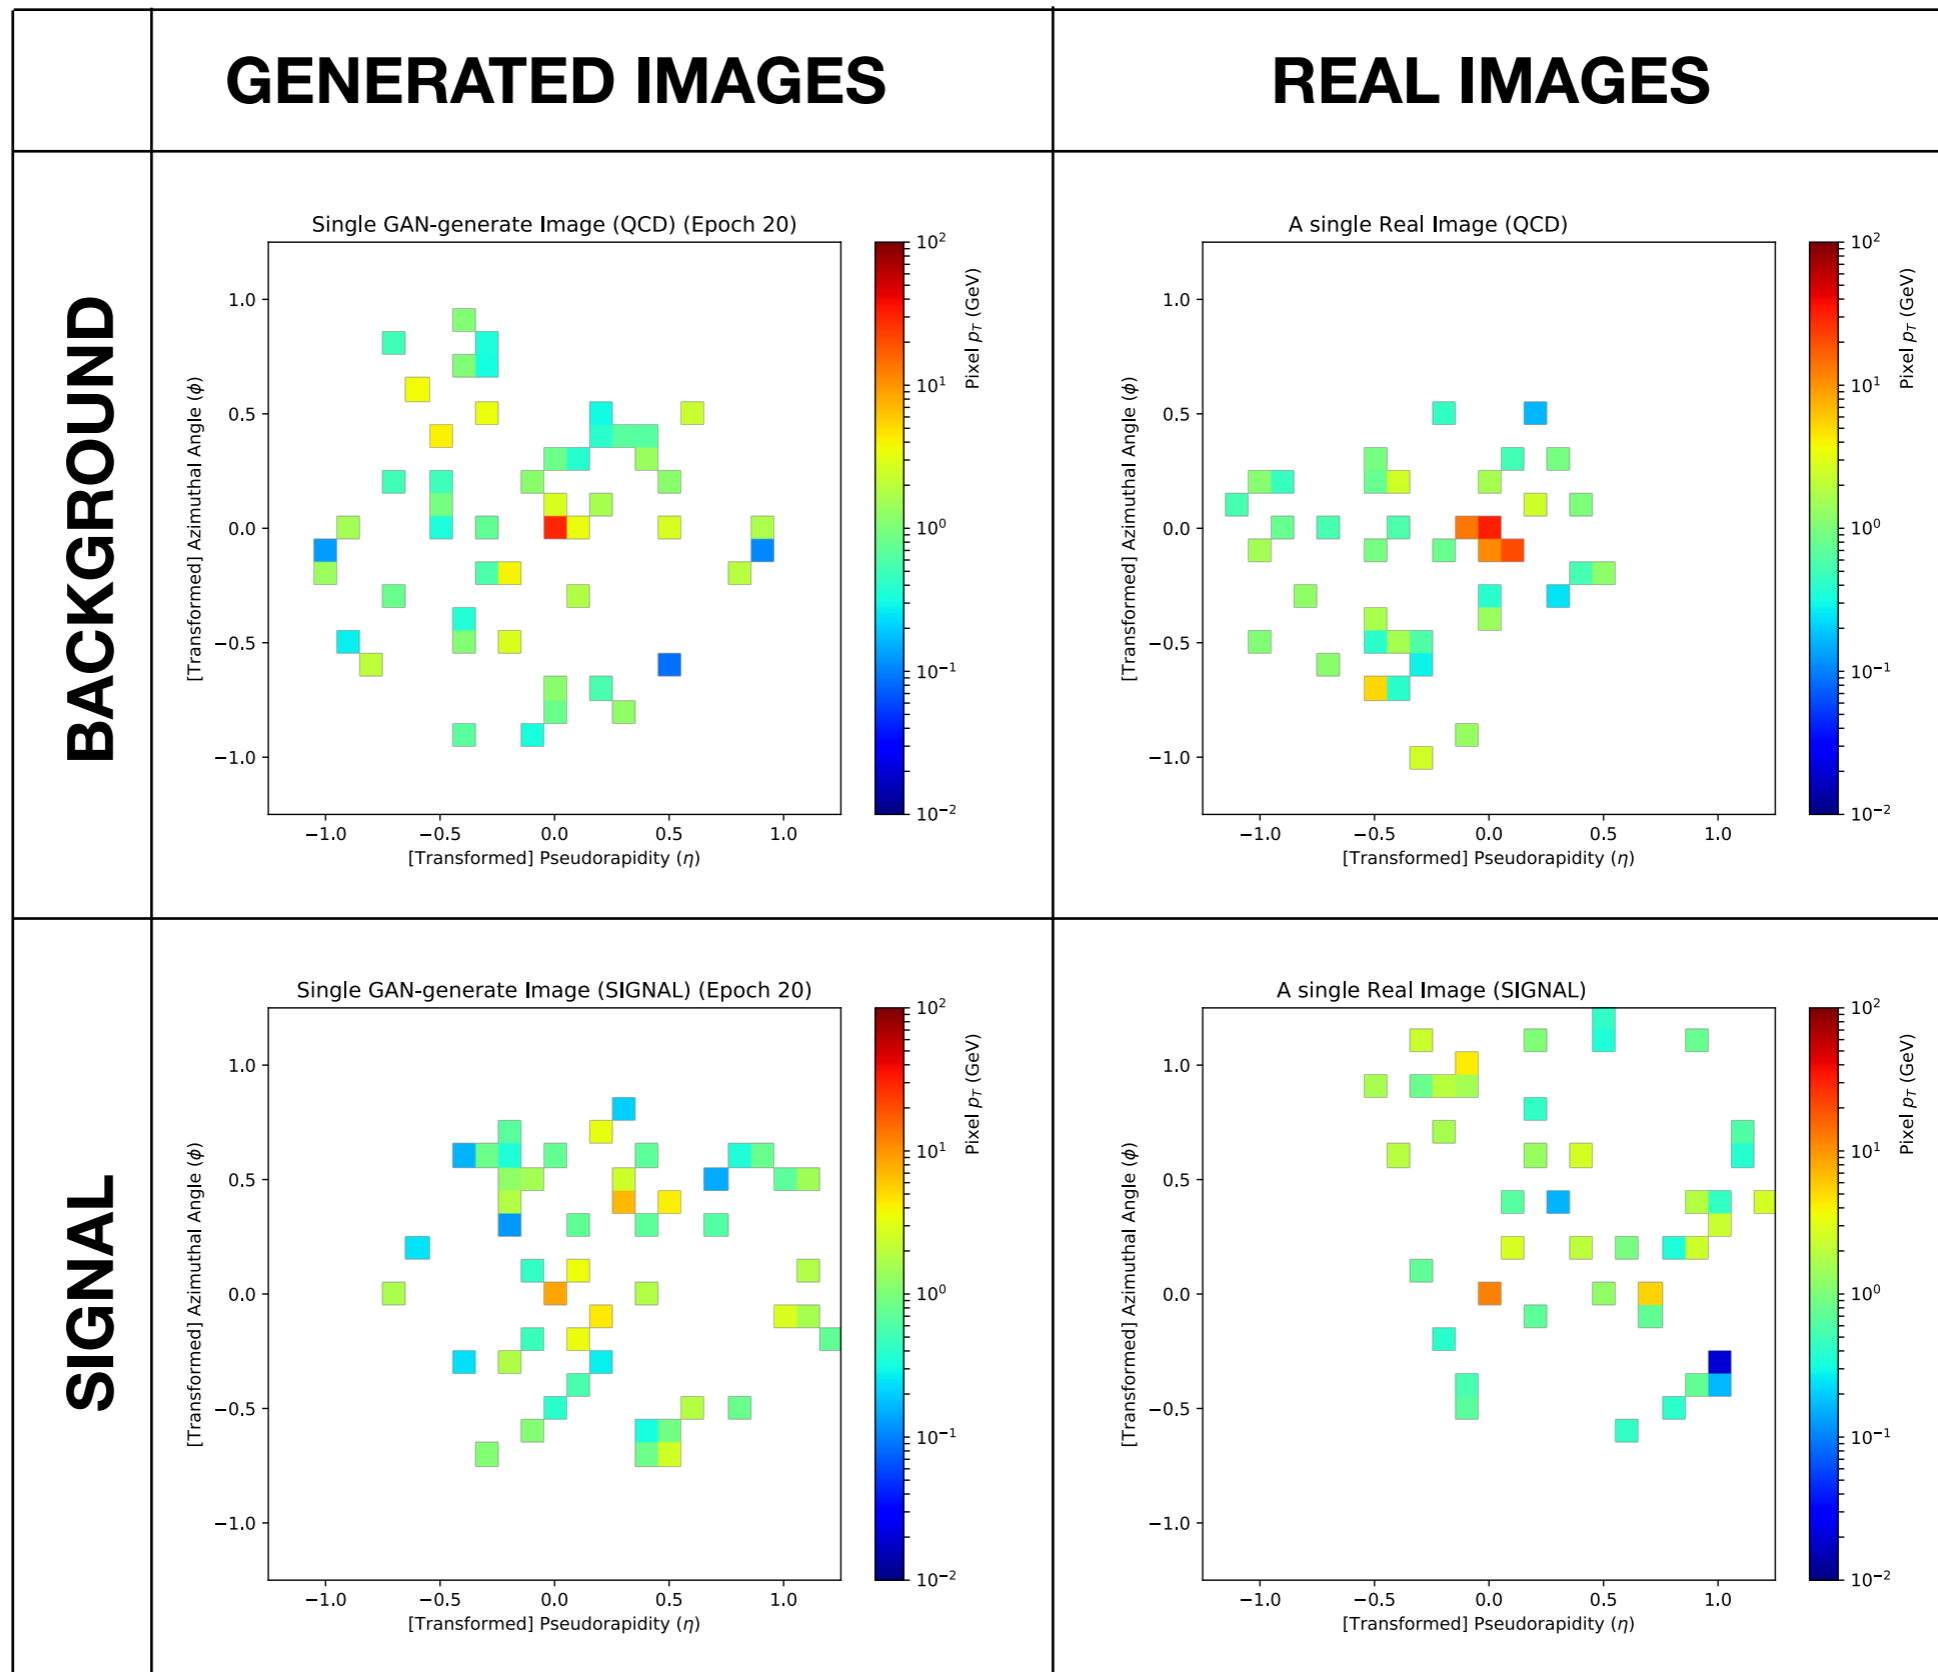 GENERATED IMAGES
REAL IMAGES
BACKGROUND
Single GAN-generate Image (QCD) (Epoch 20)
[Transformed] Azimuthal Angle (ϕ)
1.0
0.5
0.0
−0.5
−1.0
−1.0 −0.5 0.0 0.5 1.0
[Transformed] Pseudorapidity (η)
10²
10¹
10⁰
10⁻¹
10⁻²
Pixel p_T (GeV)
A single Real Image (QCD)
[Transformed] Azimuthal Angle (ϕ)
1.0
0.5
0.0
−0.5
−1.0
−1.0 −0.5 0.0 0.5 1.0
[Transformed] Pseudorapidity (η)
10²
10¹
10⁰
10⁻¹
10⁻²
Pixel p_T (GeV)
SIGNAL
Single GAN-generate Image (SIGNAL) (Epoch 20)
[Transformed] Azimuthal Angle (ϕ)
1.0
0.5
0.0
−0.5
−1.0
−1.0 −0.5 0.0 0.5 1.0
[Transformed] Pseudorapidity (η)
10²
10¹
10⁰
10⁻¹
10⁻²
Pixel p_T (GeV)
A single Real Image (SIGNAL)
[Transformed] Azimuthal Angle (ϕ)
1.0
0.5
0.0
−0.5
−1.0
−1.0 −0.5 0.0 0.5 1.0
[Transformed] Pseudorapidity (η)
10²
10¹
10⁰
10⁻¹
10⁻²
Pixel p_T (GeV)